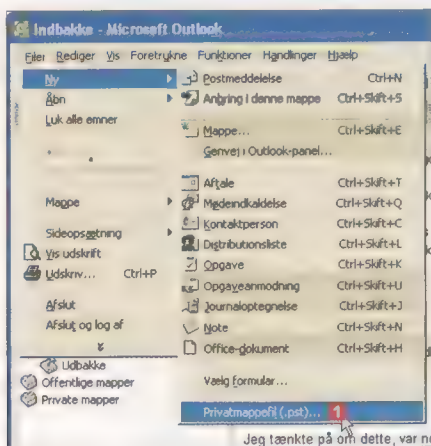 Indbakke - Microsoft Outlook
Filer Rediger Vis Foretrukne Funktioner Handlinger Hjælp
Ny
Åbn
Luk alle emner
Mappe
Sideopsætning
Vis udskrift
Udskriv... Ctrl+P
Afslut
Afslut og log af
Udbakke
Offentlige mapper
Private mapper
Postmeddelelse Ctrl+N
Anbring i denne mappe Ctrl+Skift+S
Mappe... Ctrl+Skift+E
Genvej i Outlook-panel...
Aftale Ctrl+Skift+T
Mødeindkaldelse Ctrl+Skift+Q
Kontaktperson Ctrl+Skift+C
Distributionsliste Ctrl+Skift+L
Opgave Ctrl+Skift+K
Opgaveanmodning Ctrl+Skift+U
Journaloptegnelse Ctrl+Skift+J
Note Ctrl+Skift+N
Office-dokument Ctrl+Skift+H
Vælg formular...
Privatmappefil (.pst)... 1
Jeg tænkte på om dette, var